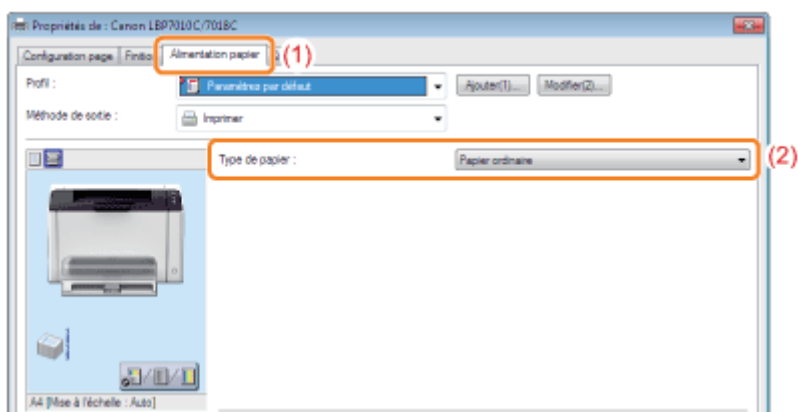 Propriétés de : Canon LBP7010C/7018C
Configuration page Finition Alimentation papier (1)
Profil : Paramètres par défaut Ajouter(1)... Modifier(2)...
Méthode de sortie : Imprimer
Type de papier : Papier ordinaire (2)
A4 [Mise à l'échelle : Auto]